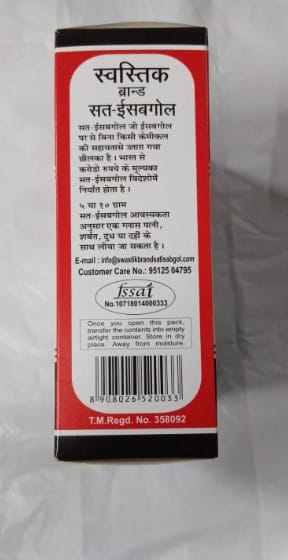 स्वस्तिक
ब्रान्ड
सत-ईसबगोल
सत-ईसबगोल जो ईसबगोल
पर से बिना किसी केमीकल
की सहायतासे उतारा गया
छीलका है । भारत से
करोडो रुपये के मुल्यका
सत-ईसबगोल विदेशोमें
निर्यात होता है ।
५ या १० ग्राम
सत-ईसबगोल आवश्यकता
अनुसार एक ग्लास पानी,
शर्बत, दुध या दहीं के
साथ लीया जा सकता है ।
E-mail : info@swastikbrandsatisabgol.com
Customer Care No.: 95125 04795
fssai
No.10718014000333
Once you open this pack,
transfer the contents into empty
airtight container. Store in dry
place. Away from moisture.
8 908026 520033
T.M.Regd. No. 358092